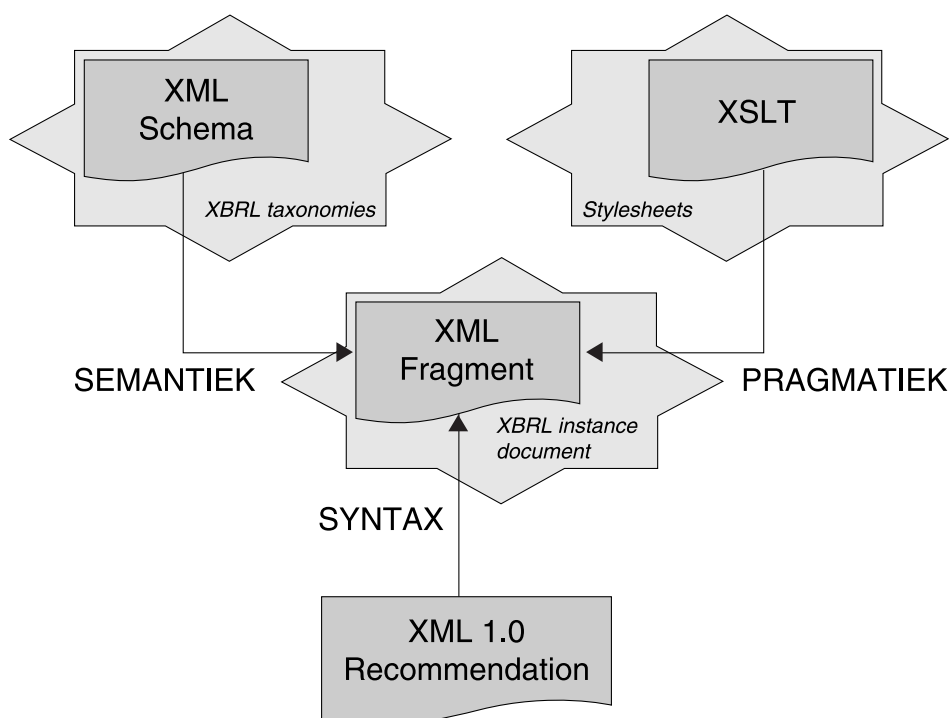 XML
Schema
XBRL taxonomies
XSLT
Stylesheets
XML
Fragment
XBRL instance
document
SEMANTIEK
PRAGMATIEK
SYNTAX
XML 1.0
Recommendation